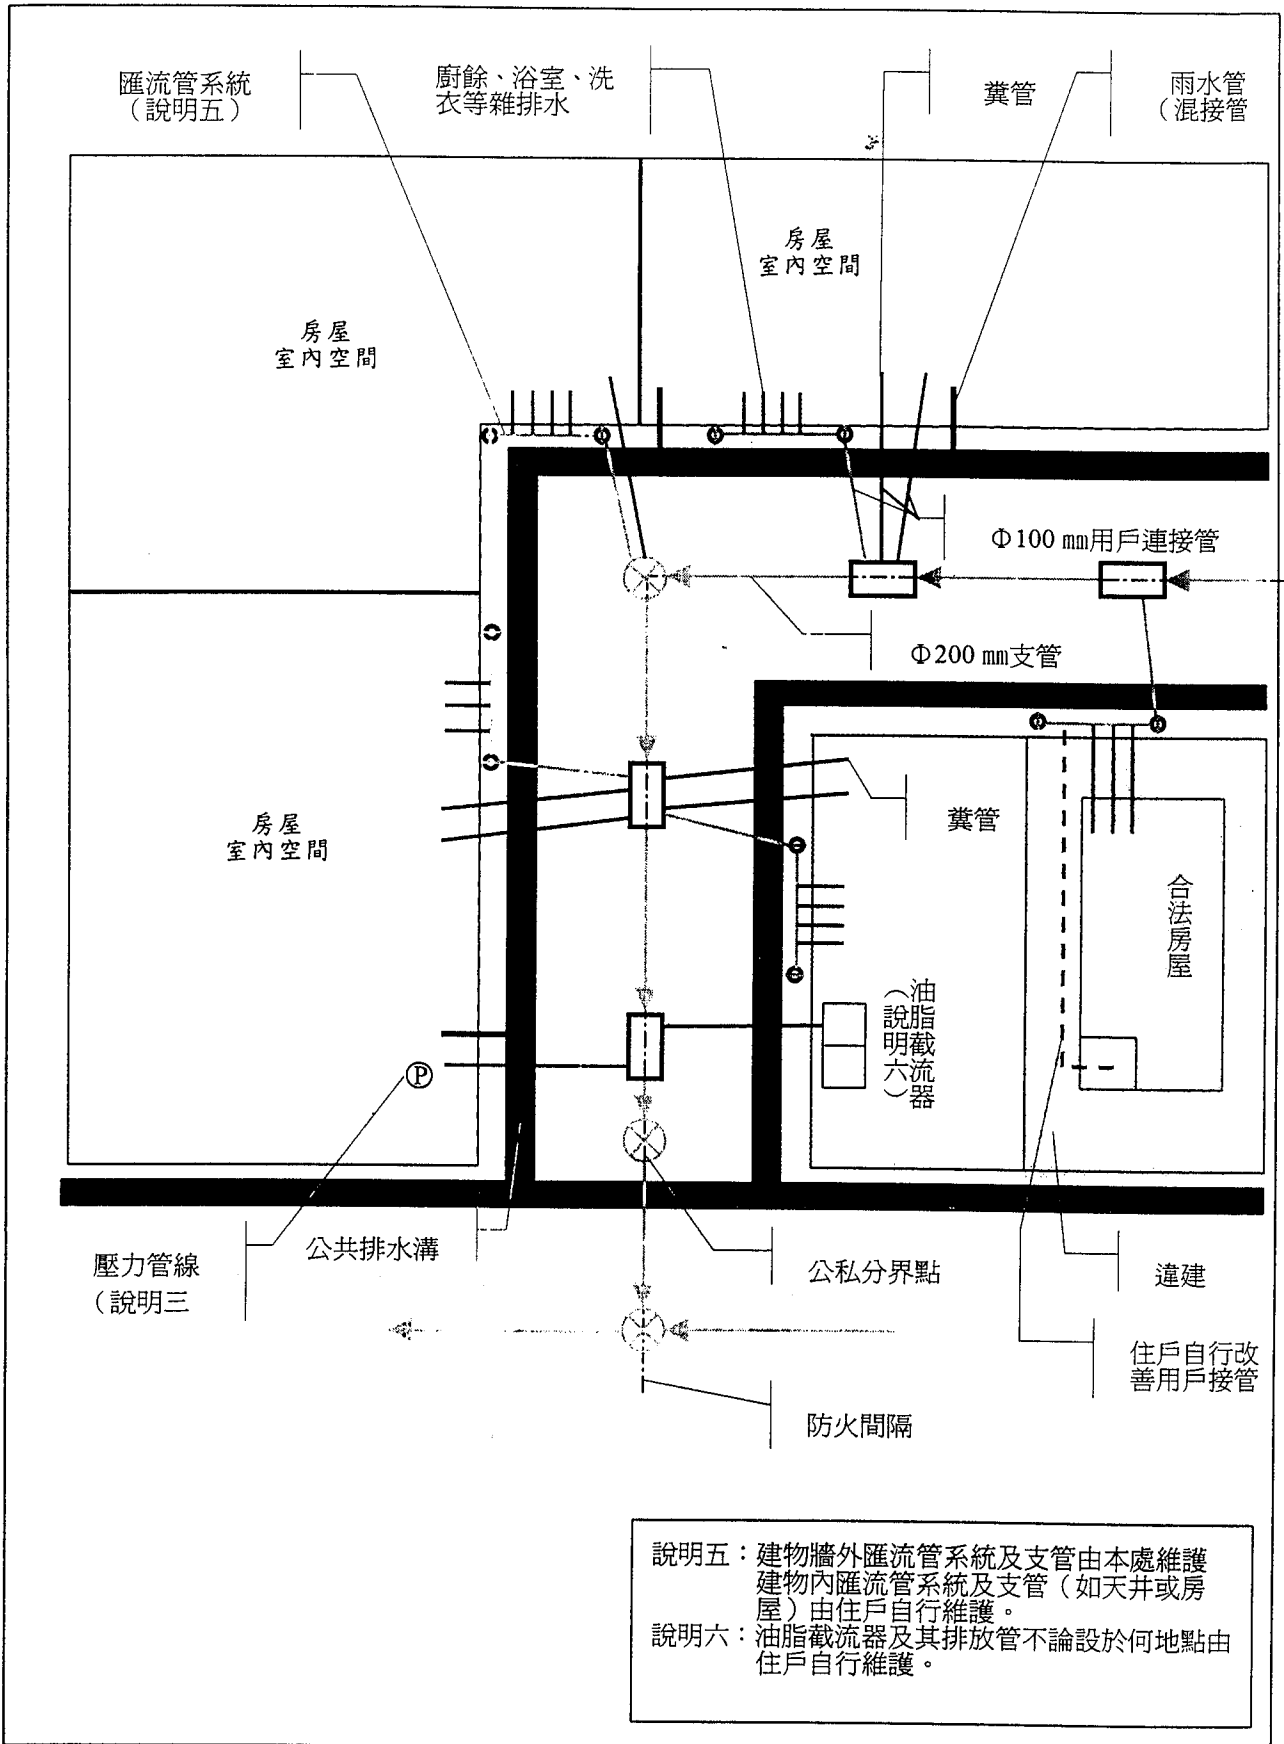 匯流管系統
（說明五）
廚餘、浴室、洗
衣等雜排水
糞管
雨水管
（混接管
房屋
室內空間
房屋
室內空間
Φ100 mm用戶連接管
Φ200 mm支管
糞管
房屋
室內空間
合法房屋
油脂截流器
（說明六）
Ⓟ
壓力管線
（說明三
公共排水溝
公私分界點
違建
住戶自行改
善用戶接管
防火間隔
說明五：建物牆外匯流管系統及支管由本處維護
建物內匯流管系統及支管（如天井或房
屋）由住戶自行維護。
說明六：油脂截流器及其排放管不論設於何地點由
住戶自行維護。